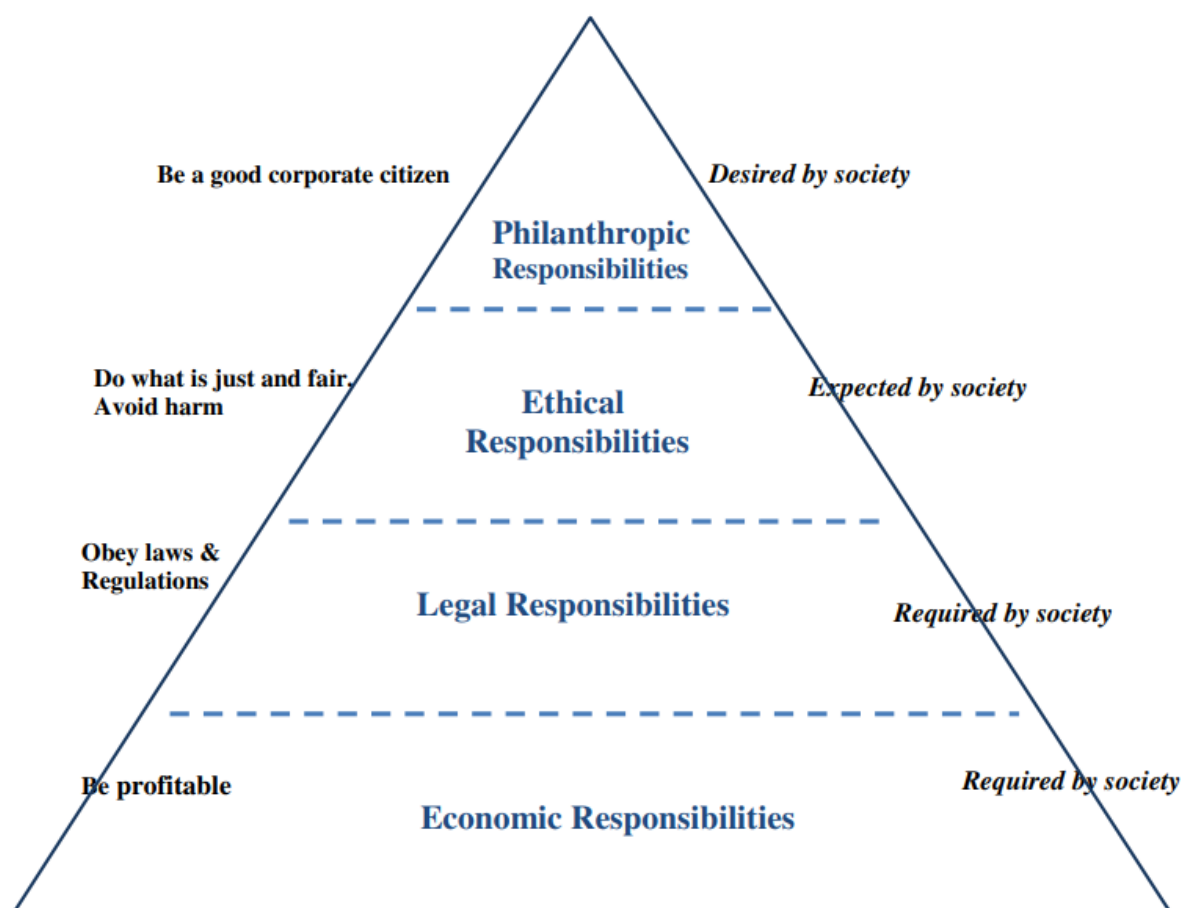 Be a good corporate citizen
Desired by society
Philanthropic
Responsibilities
Do what is just and fair.
Avoid harm
Expected by society
Ethical
Responsibilities
Obey laws &
Regulations
Legal Responsibilities
Required by society
Be profitable
Required by society
Economic Responsibilities